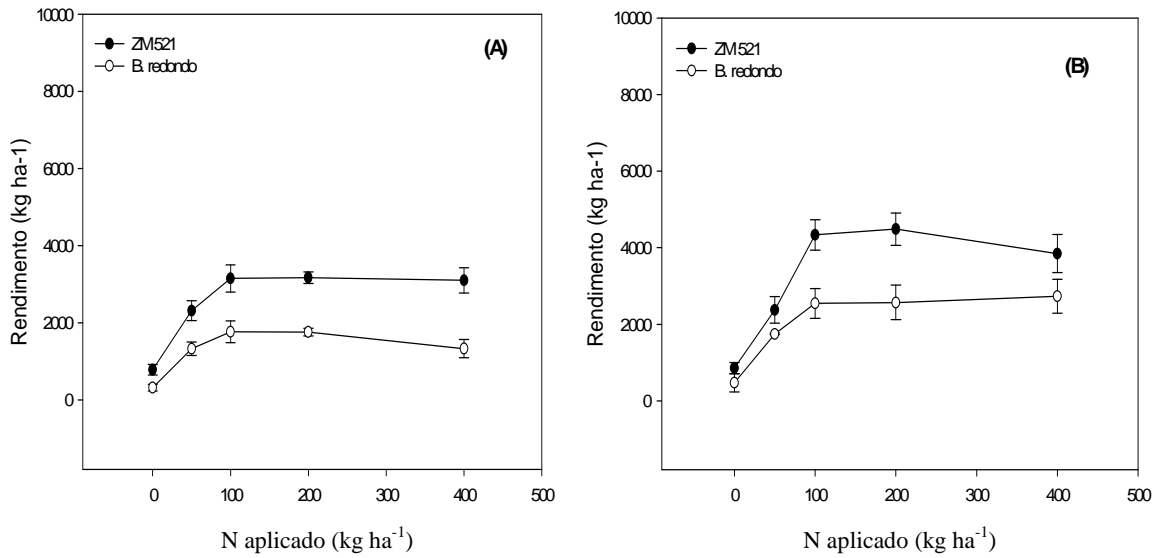 10000
8000
6000
4000
2000
0
Rendimento (kg ha-1)
ZM521
B. redondo
(A)
0 100 200 300 400 500
N aplicado (kg ha⁻¹)
10000
8000
6000
4000
2000
0
Rendimento (kg ha-1)
ZM521
B. redondo
(B)
0 100 200 300 400 500
N aplicado (kg ha⁻¹)